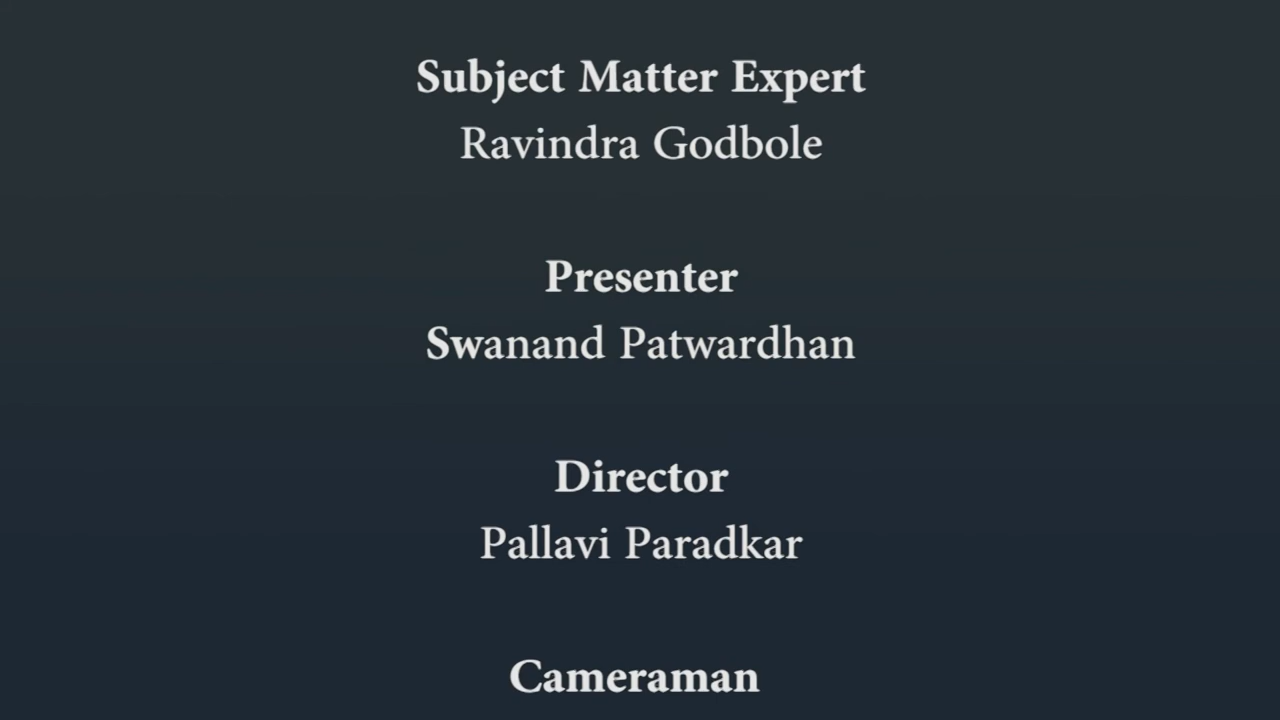 Subject Matter Expert
Ravindra Godbole
Presenter
Swanand Patwardhan
Director
Pallavi Paradkar
Cameraman